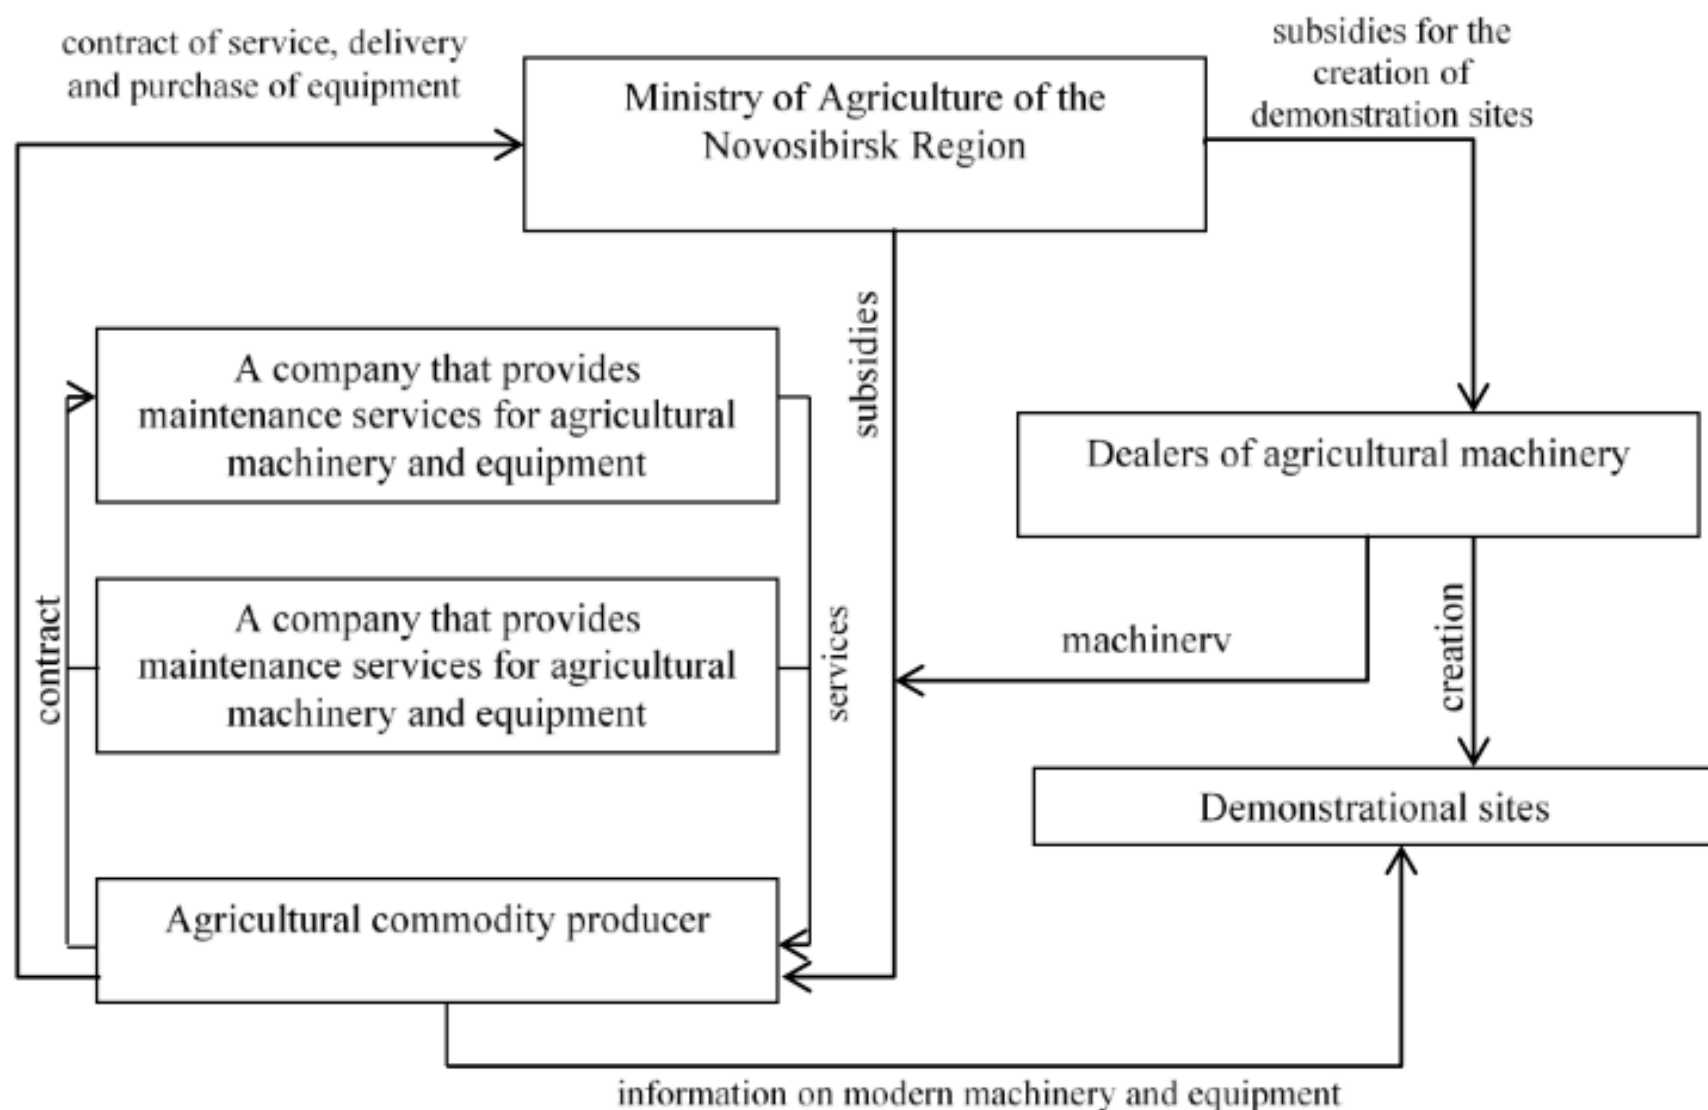 contract of service, delivery
and purchase of equipment
Ministry of Agriculture of the
Novosibirsk Region
subsidies for the
creation of
demonstration sites
subsidies
A company that provides
maintenance services for agricultural
machinery and equipment
Dealers of agricultural machinery
contract
A company that provides
maintenance services for agricultural
machinery and equipment
services
machinerv
creation
Demonstrational sites
Agricultural commodity producer
information on modern machinery and equipment